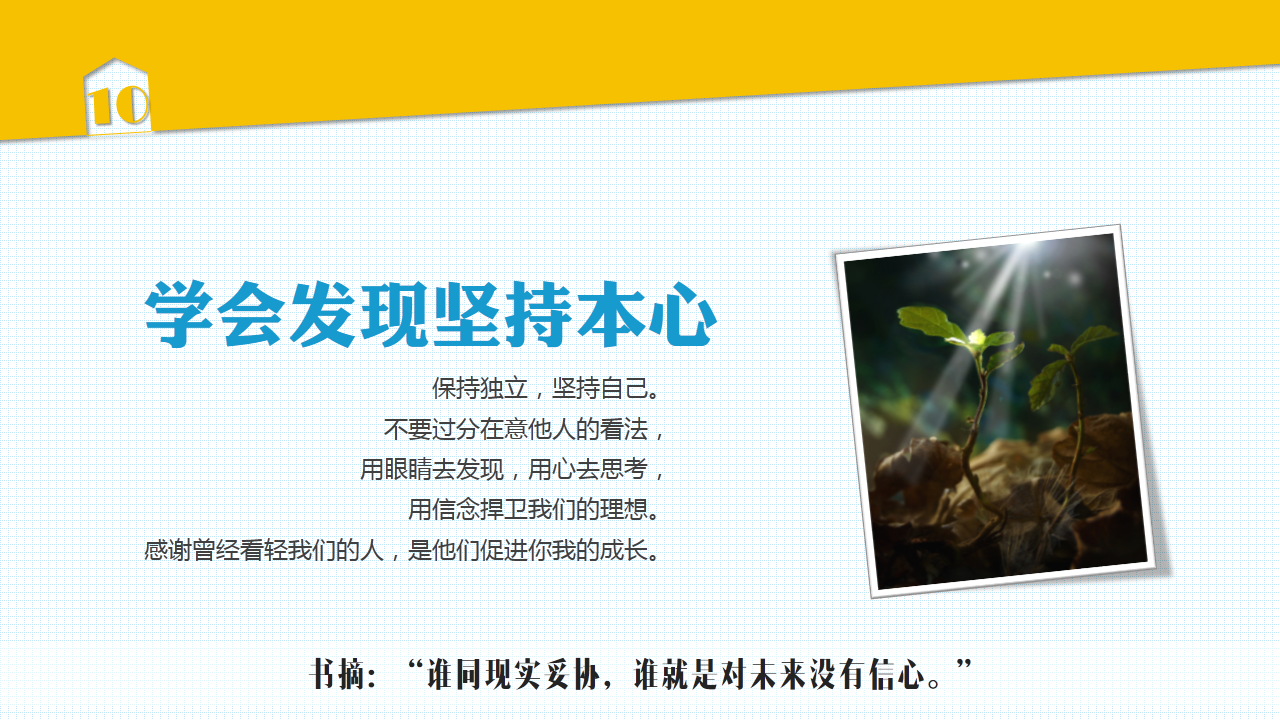 10
学会发现坚持本心
保持独立，坚持自己。
不要过分在意他人的看法，
用眼睛去发现，用心去思考，
用信念捍卫我们的理想。
感谢曾经看轻我们的人，是他们促进你我的成长。
书摘：“谁同现实妥协，谁就是对未来没有信心。”